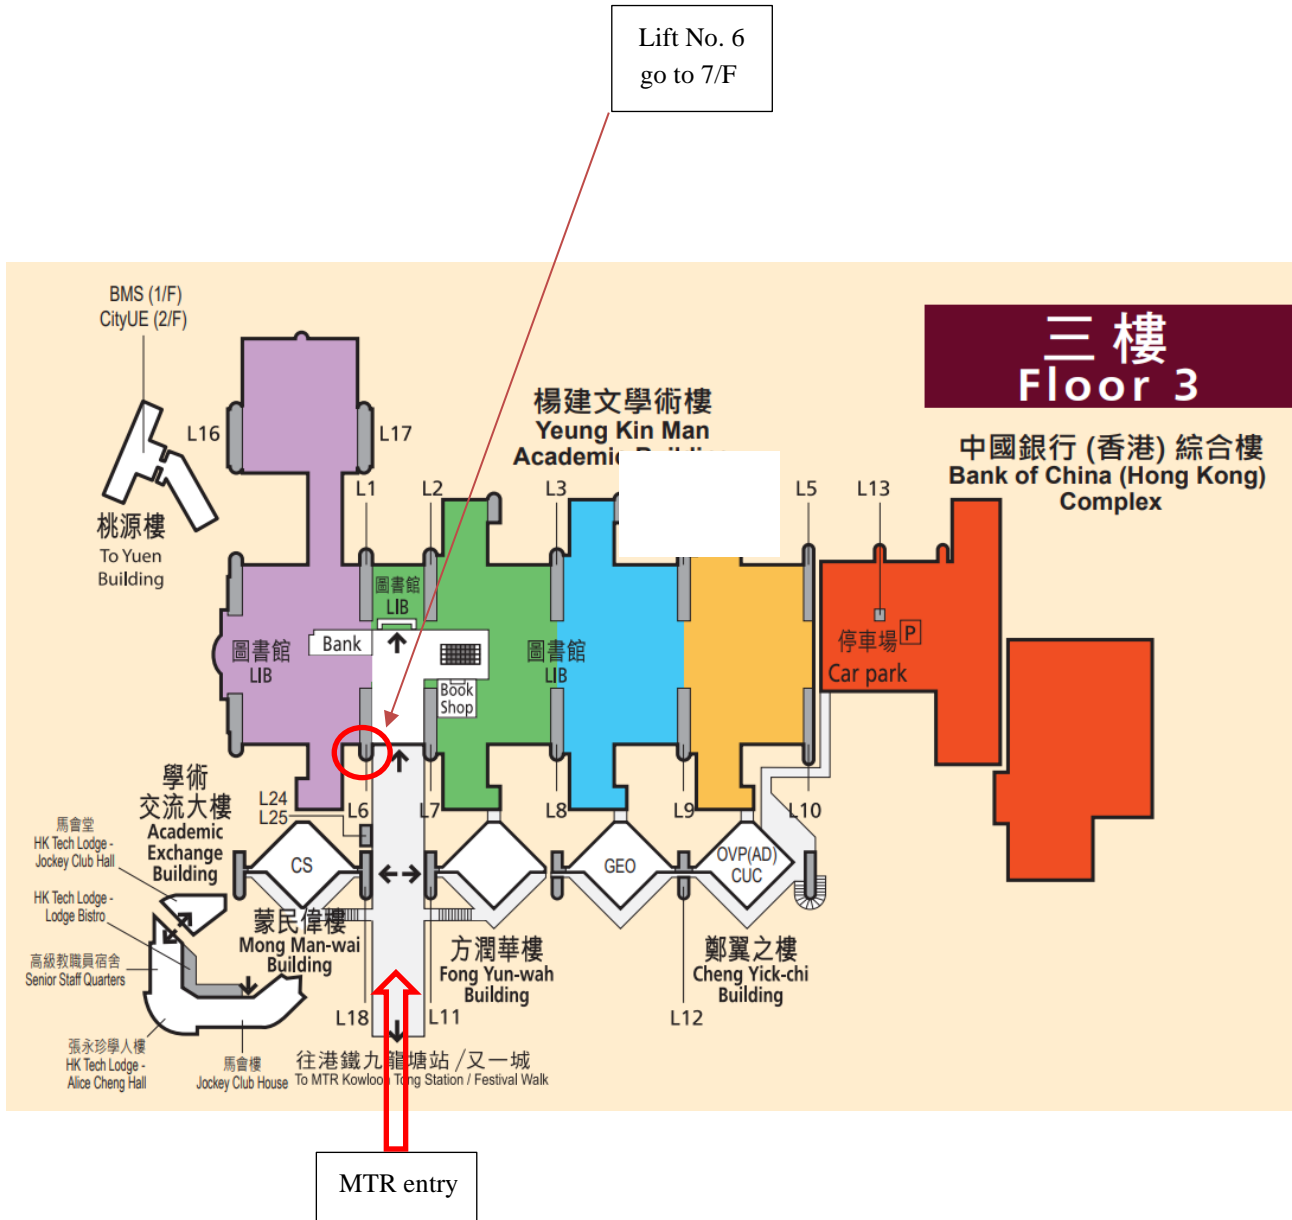 Lift No. 6
go to 7/F
BMS (1/F)
CityUE (2/F)
三樓
Floor 3
楊建文學術樓
Yeung Kin Man
Academic
中國銀行 (香港) 綜合樓
Bank of China (Hong Kong)
Complex
L16
L17
L1
L2
L3
L5
L13
桃源樓
To Yuen
Building
圖書館
LIB
Bank
圖書館
LIB
圖書館
LIB
停車場 P
Car park
Book
Shop
學術
交流大樓
Academic
Exchange
Building
L24
L25
L6
L7
L8
L9
L10
馬會堂
HK Tech Lodge -
Jockey Club Hall
CS
GEO
OVP(AD)
CUC
HK Tech Lodge -
Lodge Bistro
蒙民偉樓
Mong Man-wai
Building
方潤華樓
Fong Yun-wah
Building
鄭翼之樓
Cheng Yick-chi
Building
高級教職員宿舍
Senior Staff Quarters
L18
L11
L12
張永珍學人樓
HK Tech Lodge -
Alice Cheng Hall
馬會樓
Jockey Club House
往港鐵九龍塘站 /又一城
To MTR Kowloon Tong Station / Festival Walk
MTR entry